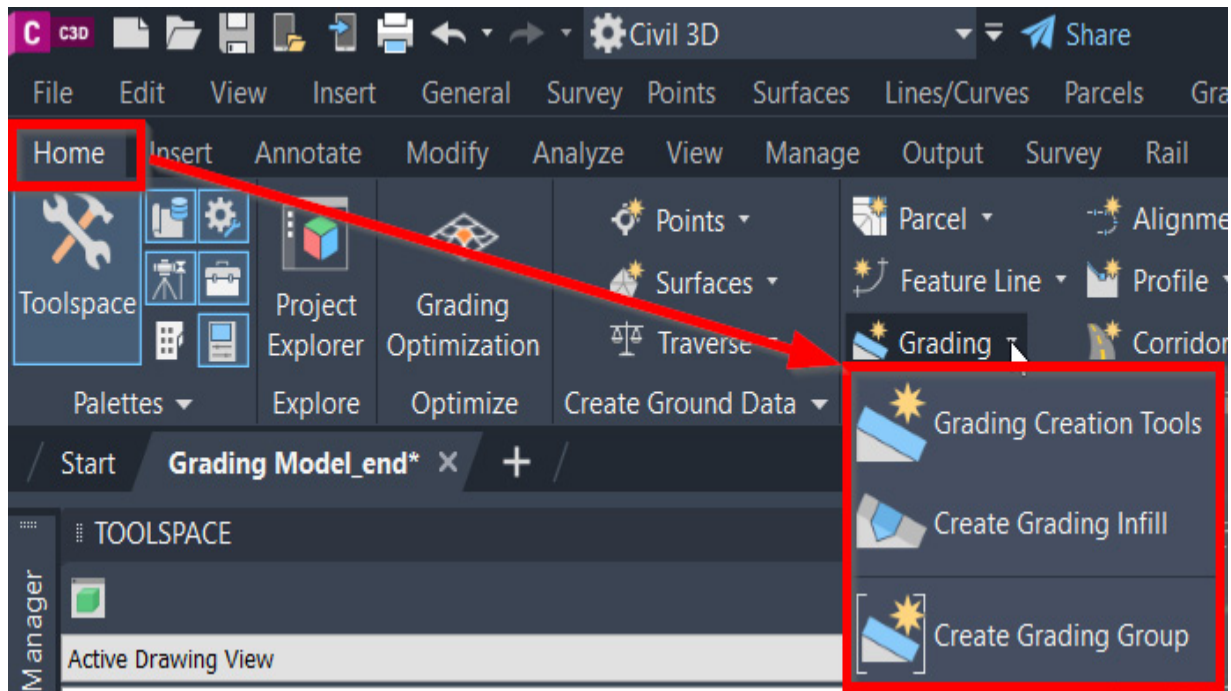 C C3D Civil 3D Share
File Edit View Insert General Survey Points Surfaces Lines/Curves Parcels Gra
Home Insert Annotate Modify Analyze View Manage Output Survey Rail
Points Parcel Alignme
Surfaces Feature Line Profile
Traverse Grading Corridor
Toolspace
Project Explorer
Grading Optimization
Palettes Explore Optimize Create Ground Data
Grading Creation Tools
Create Grading Infill
Create Grading Group
Start Grading Model_end*
TOOLSPACE
Active Drawing View
Manager